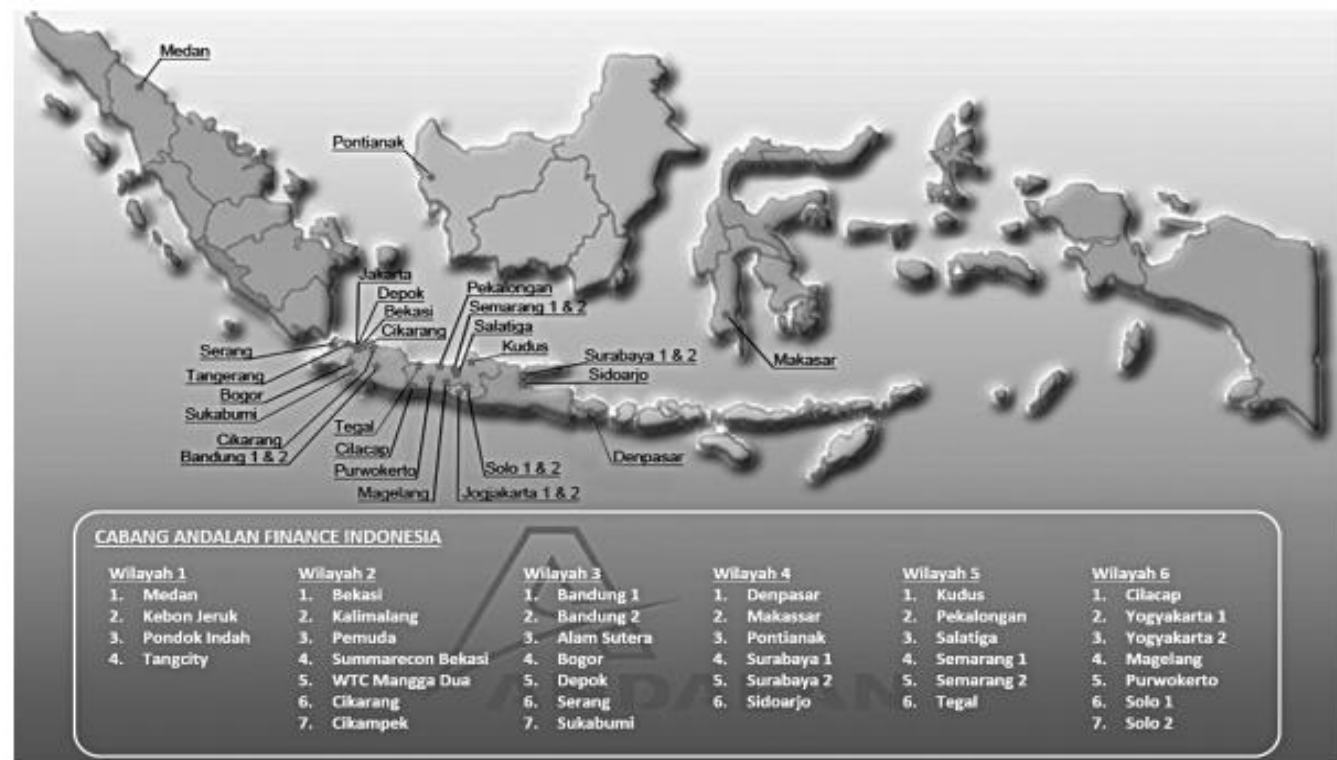 Medan
Pontianak
Jakarta
Depok
Bekasi
Cikarang
Pekalongan
Semarang 1 & 2
Salatiga
Kudus
Serang
Tangerang
Bogor
Sukabumi
Cikarang
Bandung 1 & 2
Tegal
Cilacap
Purwokerto
Magelang
Solo 1 & 2
Jogjakarta 1 & 2
Surabaya 1 & 2
Sidoarjo
Denpasar
Makasar
CABANG ANDALAN FINANCE INDONESIA
Wilayah 1
1. Medan
2. Kebon Jeruk
3. Pondok Indah
4. Tangcity
Wilayah 2
1. Bekasi
2. Kalimalang
3. Pemuda
4. Summarecon Bekasi
5. WTC Mangga Dua
6. Cikarang
7. Cikampek
Wilayah 3
1. Bandung 1
2. Bandung 2
3. Alam Sutera
4. Bogor
5. Depok
6. Serang
7. Sukabumi
Wilayah 4
1. Denpasar
2. Makassar
3. Pontianak
4. Surabaya 1
5. Surabaya 2
6. Sidoarjo
Wilayah 5
1. Kudus
2. Pekalongan
3. Salatiga
4. Semarang 1
5. Semarang 2
6. Tegal
Wilayah 6
1. Cilacap
2. Yogyakarta 1
3. Yogyakarta 2
4. Magelang
5. Purwokerto
6. Solo 1
7. Solo 2
ANDALAN